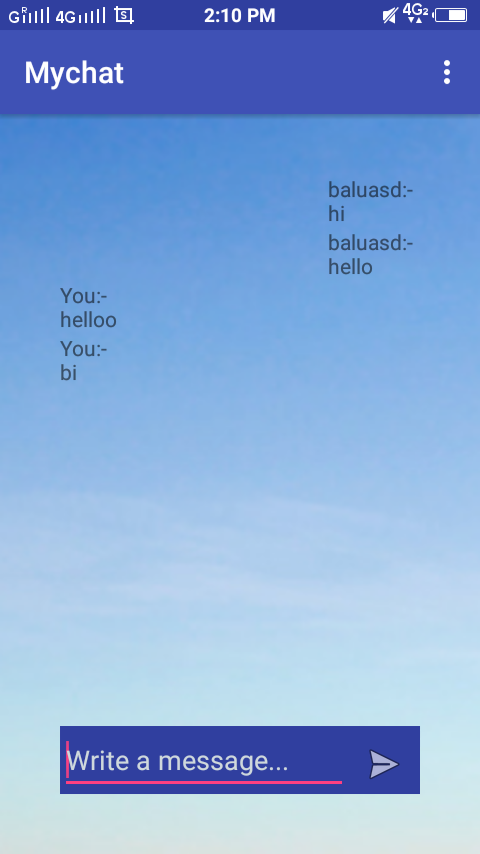 G R 4G S 2:10 PM 4G2
Mychat
baluasd:-
hi
baluasd:-
hello
You:-
helloo
You:-
bi
Write a message...